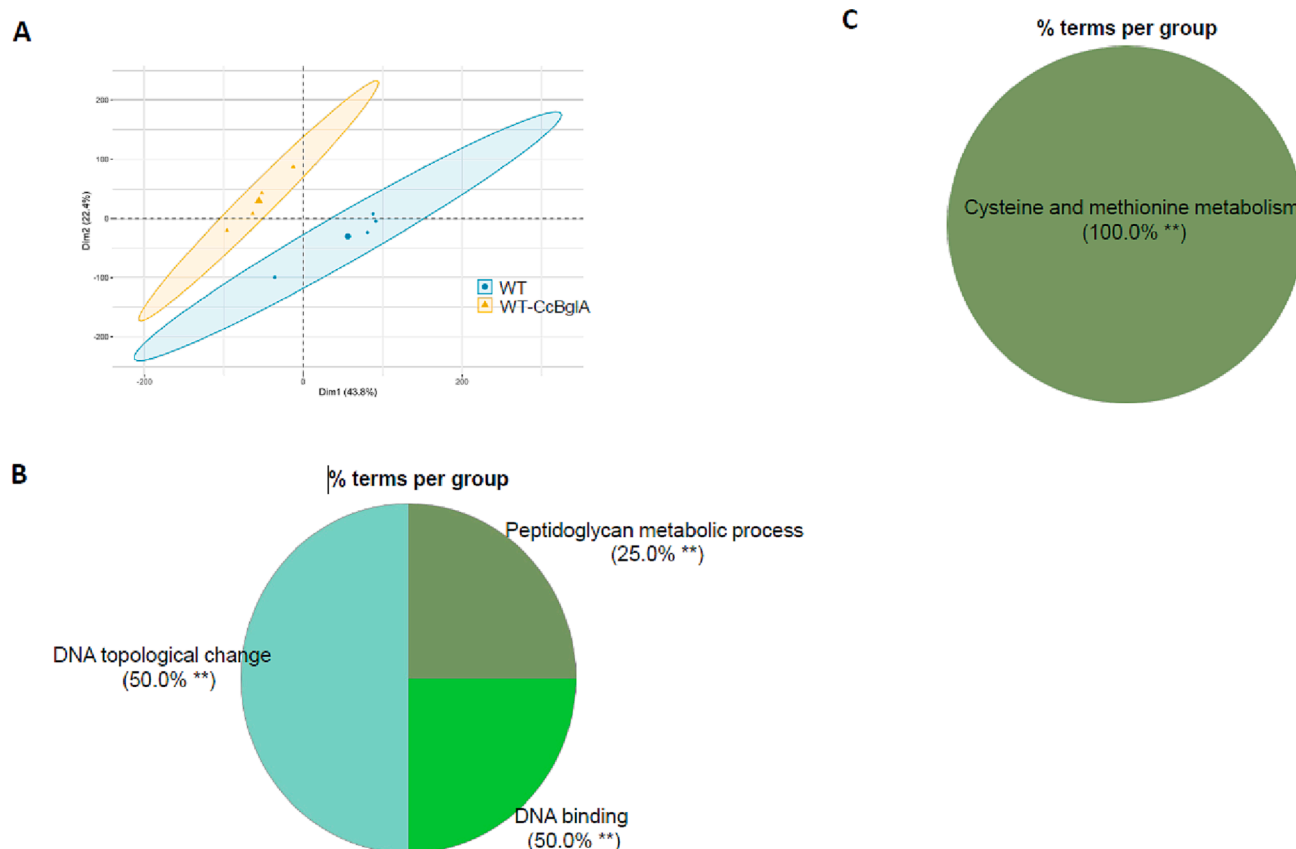 A
200
100
0
-100
-200
Dim2 (22.4%)
-200
0
200
Dim1 (43.8%)
WT
WT-CcBglA
C
% terms per group
Cysteine and methionine metabolism
(100.0% **)
B
% terms per group
Peptidoglycan metabolic process
(25.0% **)
DNA topological change
(50.0% **)
DNA binding
(50.0% **)